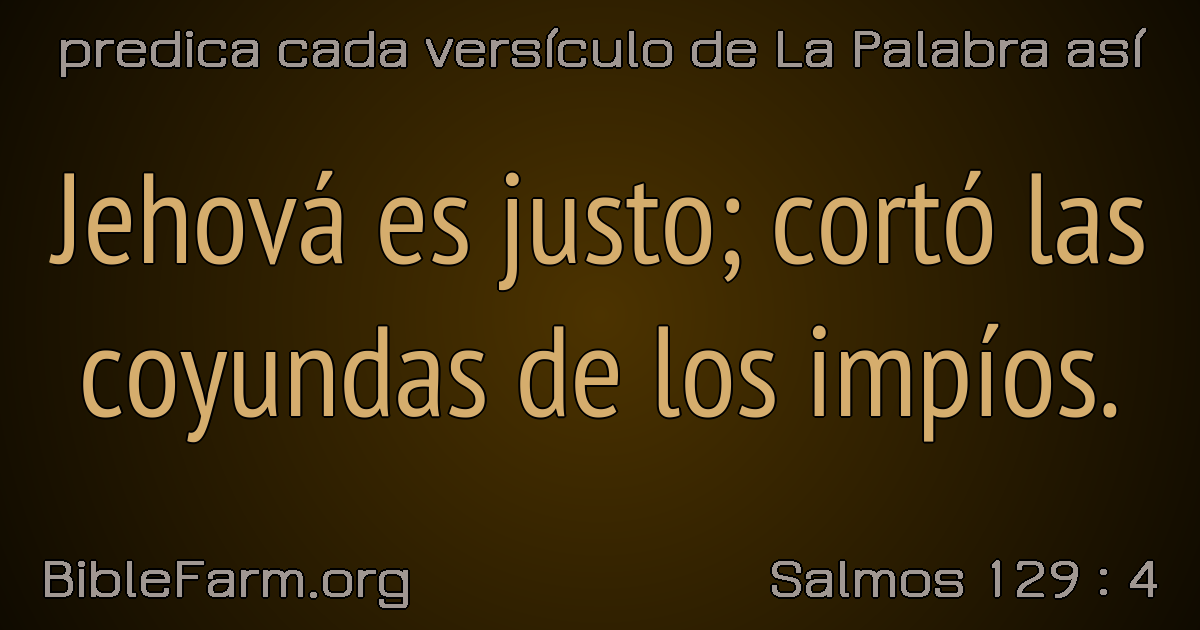 predica cada versículo de La Palabra así
Jehová es justo; cortó las
coyundas de los impíos.
BibleFarm.org
Salmos 129 : 4